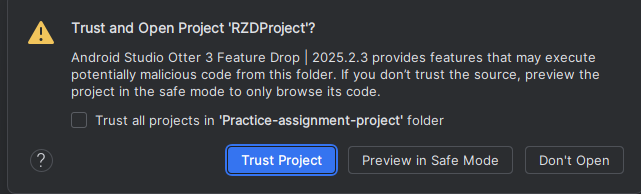 Trust and Open Project 'RZDProject'?
Android Studio Otter 3 Feature Drop | 2025.2.3 provides features that may execute
potentially malicious code from this folder. If you don’t trust the source, preview the
project in the safe mode to only browse its code.
Trust all projects in 'Practice-assignment-project' folder
? Trust Project Preview in Safe Mode Don't Open